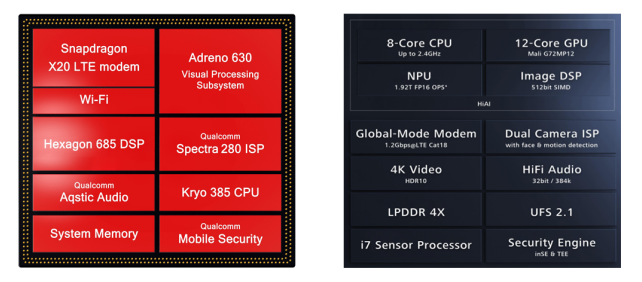 Snapdragon
X20 LTE modem
Wi-Fi
Adreno 630
Visual Processing
Subsystem
Hexagon 685 DSP
Qualcomm
Spectra 280 ISP
Qualcomm
Aqstic Audio
Kryo 385 CPU
System Memory
Qualcomm
Mobile Security
8-Core CPU
Up to 2.4GHz
12-Core GPU
Mali G72MP12
NPU
1.92T FP16 OPS*
Image DSP
512bit SIMD
HiAI
Global-Mode Modem
1.2Gbps@LTE Cat18
Dual Camera ISP
with face & motion detection
4K Video
HDR10
HiFi Audio
32bit / 384k
LPDDR 4X
UFS 2.1
i7 Sensor Processor
Security Engine
inSE & TEE